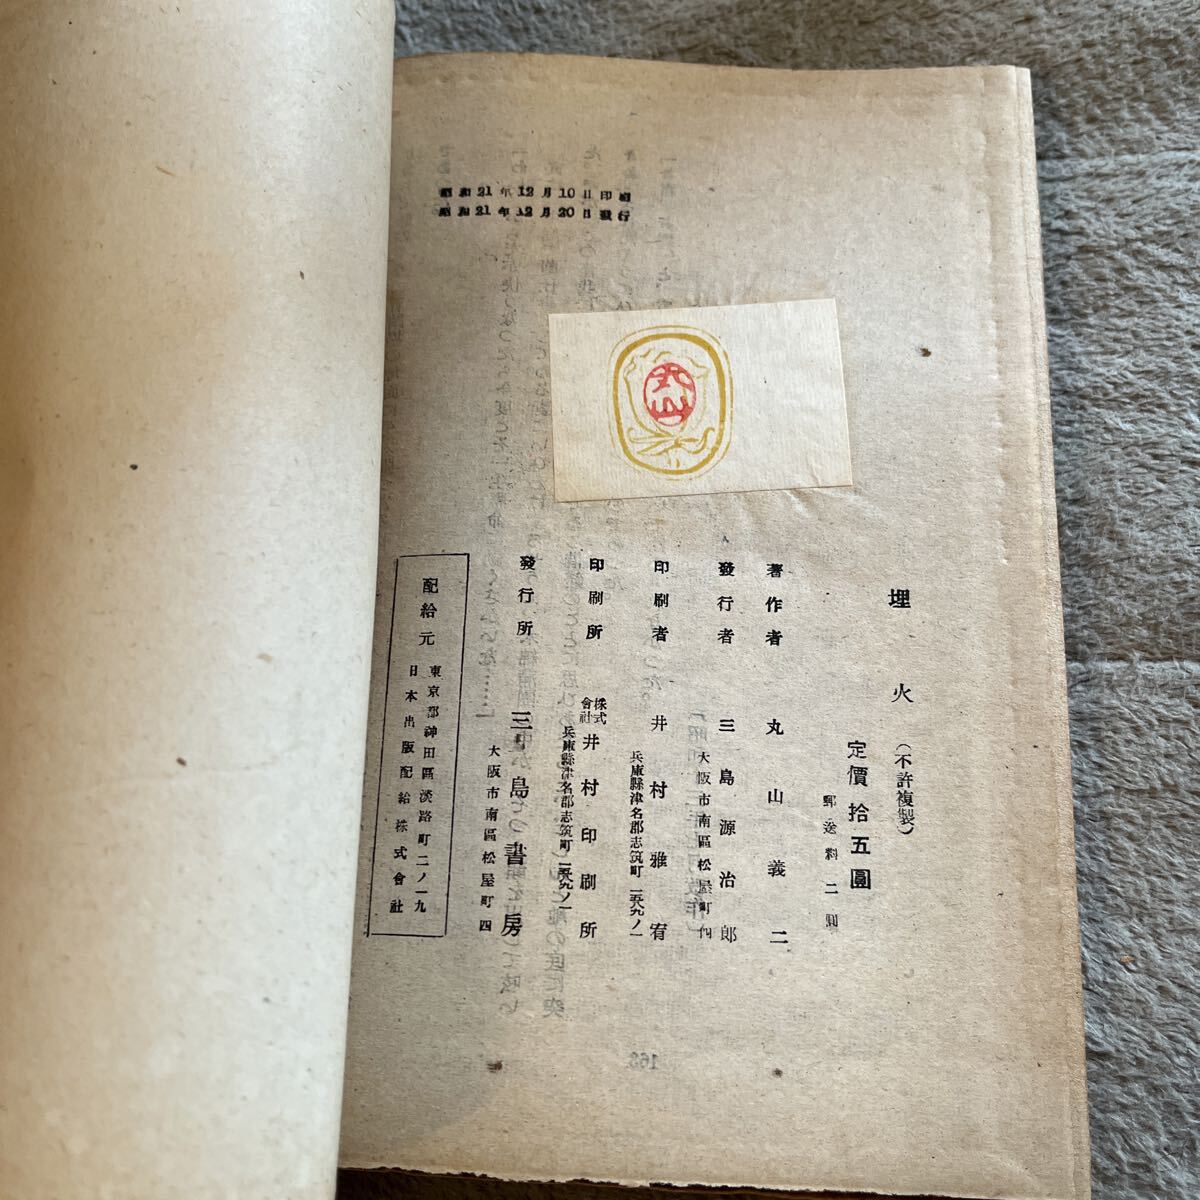 昭和21年12月10日印刷
昭和21年12月20日發行
丸山
埋火
(不許複製)
定價拾五圓
郵送料二圓
著作者 丸山義二
發行者 三島源治郎
大阪市南區松屋町四
印刷者 井村雅宥
兵庫縣津名郡志筑町
印刷所 株式會社井村印刷所
兵庫縣津名郡志筑町
發行所 三島書房
大阪市南區松屋町四
配給元 東京都神田區淡路町二ノ一九
日本出版配給株式會社